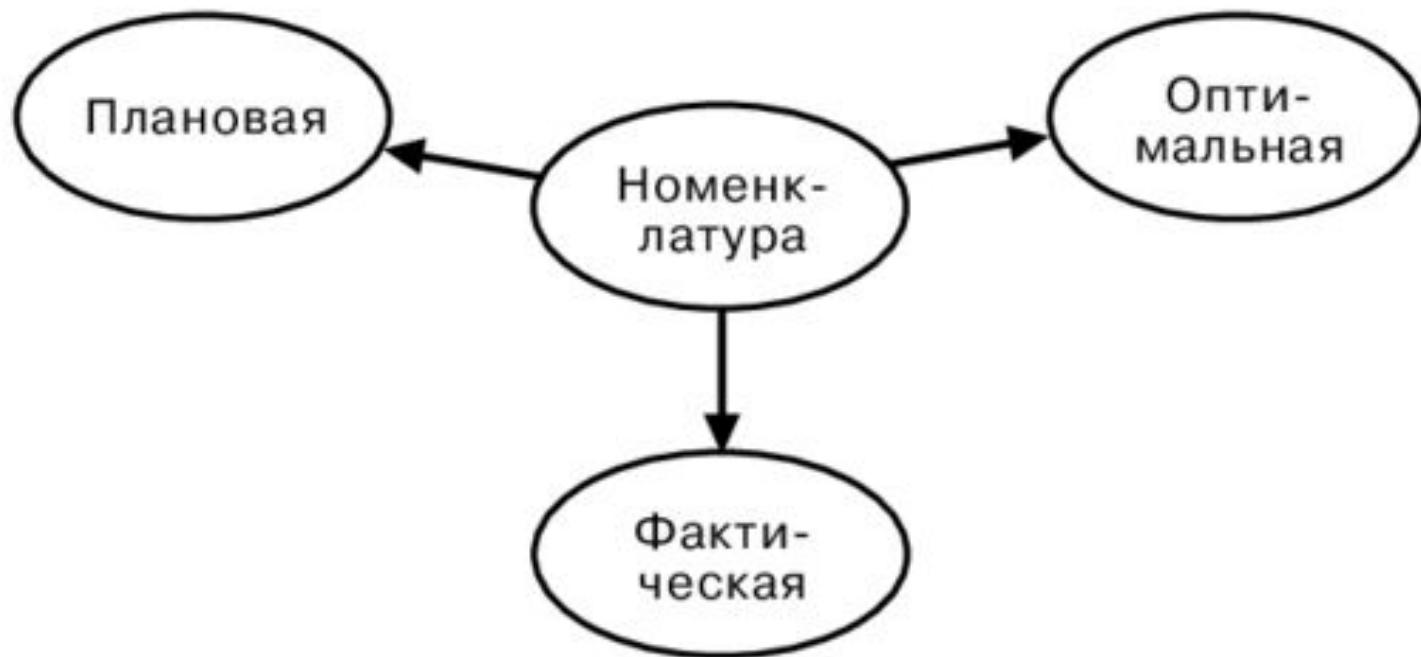 Плановая
Номенк-
латура
Опти-
мальная
Факти-
ческая